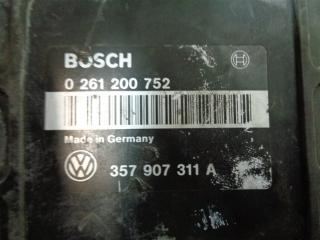 BOSCH
0 261 200 752
Made in Germany
357 907 311 A